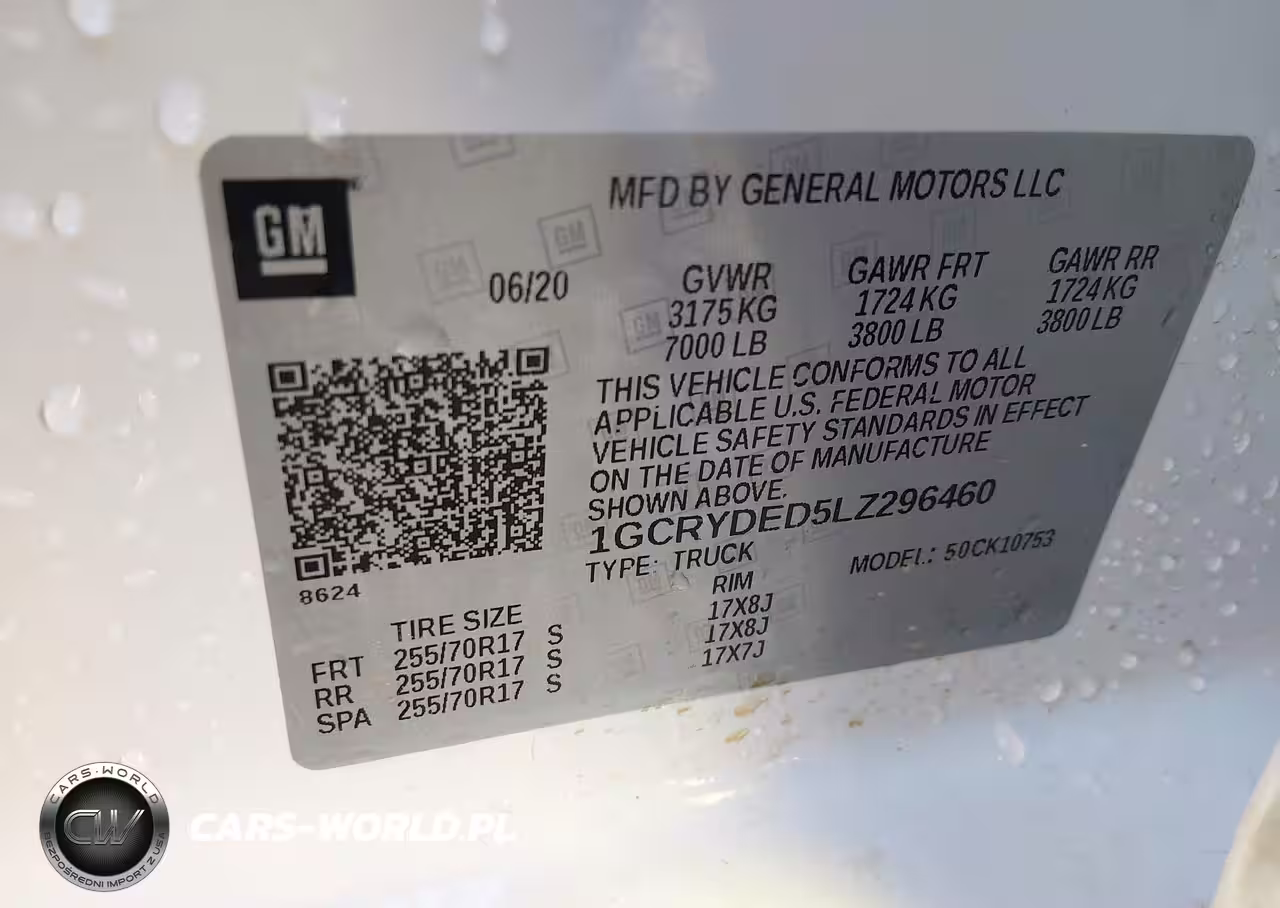 GM
MFD BY GENERAL MOTORS LLC
06/20
GVWR GAWR FRT GAWR RR
3175 KG 1724 KG 1724 KG
7000 LB 3800 LB 3800 LB
THIS VEHICLE CONFORMS TO ALL
APPLICABLE U.S. FEDERAL MOTOR
VEHICLE SAFETY STANDARDS IN EFFECT
ON THE DATE OF MANUFACTURE
SHOWN ABOVE.
1GCRYDED5LZ296460
TYPE: TRUCK MODEL: 50CK10753
8624
TIRE SIZE RIM
FRT 255/70R17 S 17X8J
RR 255/70R17 S 17X8J
SPA 255/70R17 S 17X7J
CARS-WORLD
CW
BEZPOŚREDNI IMPORT Z USA
CARS-WORLD.PL